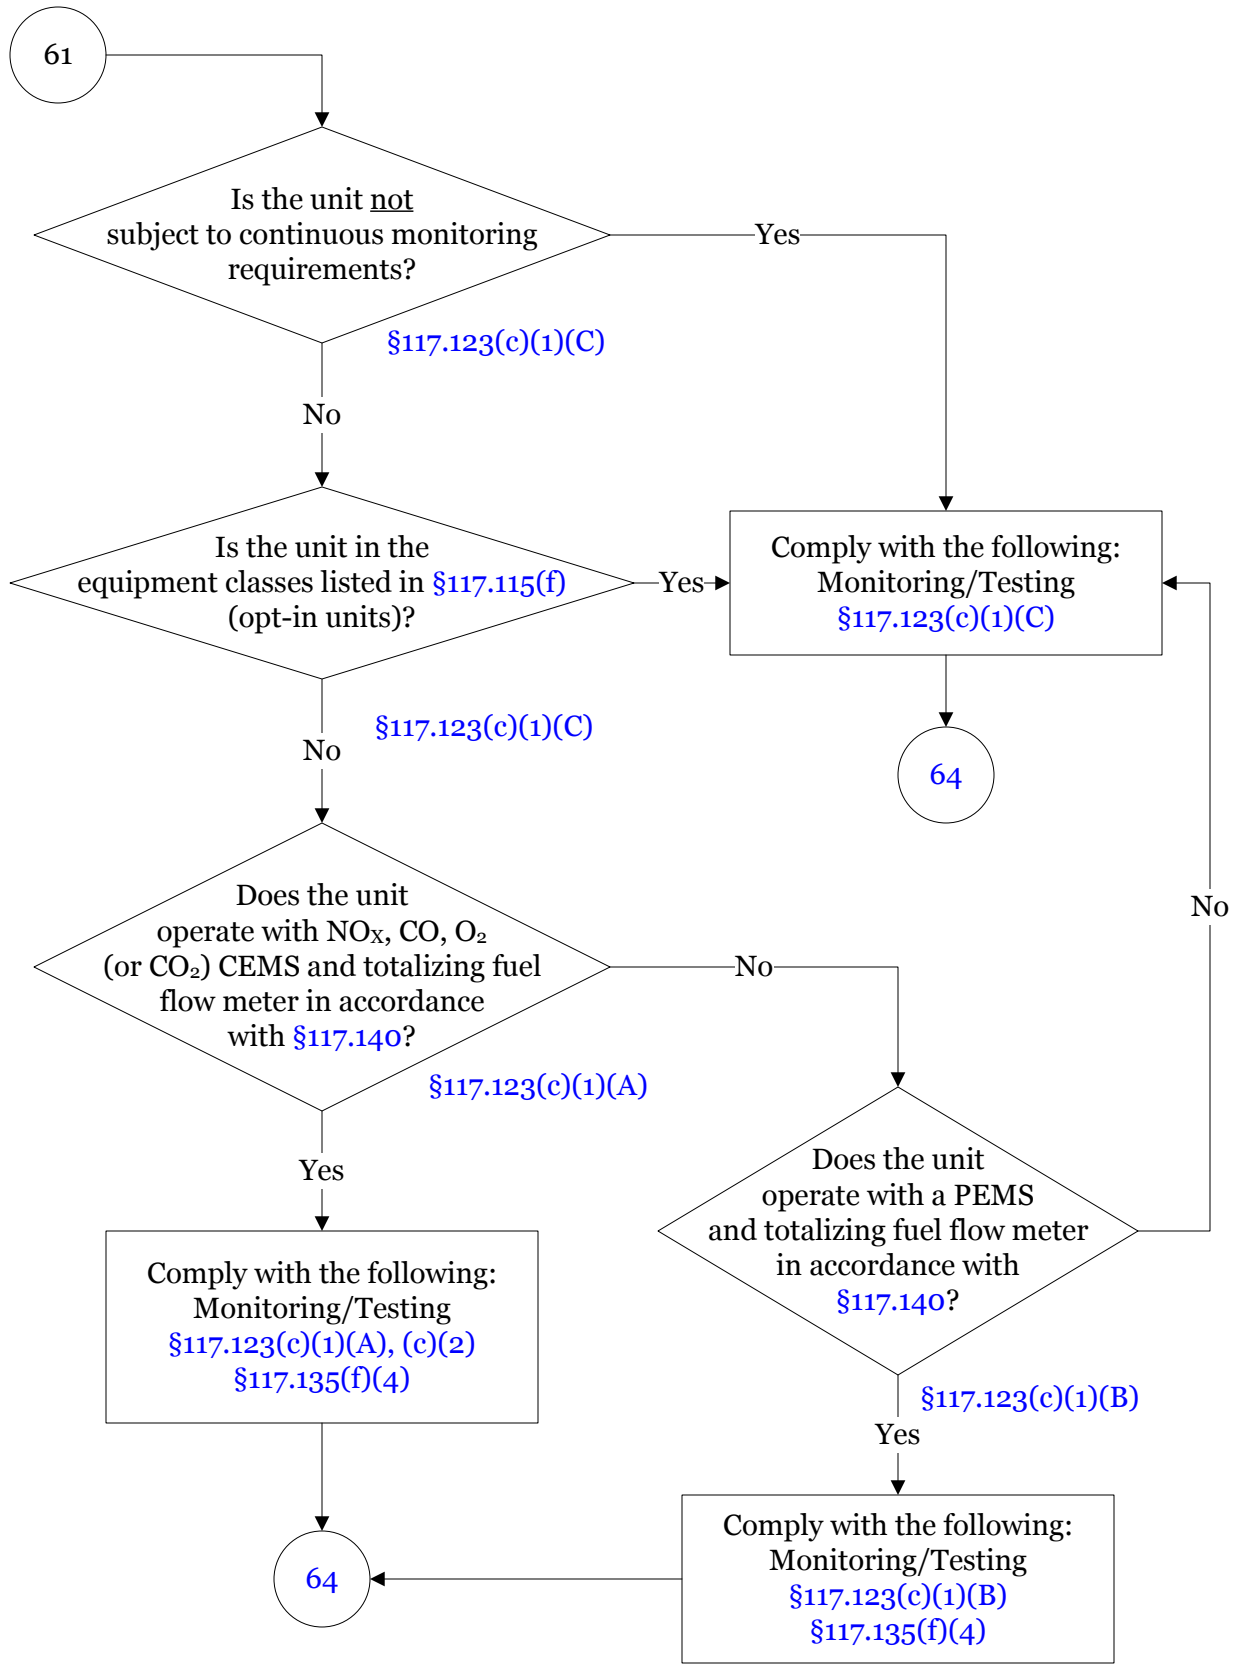 61
Is the unit not
subject to continuous monitoring
requirements?
Yes
§117.123(c)(1)(C)
No
Is the unit in the
equipment classes listed in §117.115(f)
(opt-in units)?
Yes
Comply with the following:
Monitoring/Testing
§117.123(c)(1)(C)
§117.123(c)(1)(C)
No
64
Does the unit
operate with NOX, CO, O2
(or CO2) CEMS and totalizing fuel
flow meter in accordance
with §117.140?
No
No
§117.123(c)(1)(A)
Yes
Does the unit
operate with a PEMS
and totalizing fuel flow meter
in accordance with
§117.140?
Comply with the following:
Monitoring/Testing
§117.123(c)(1)(A), (c)(2)
§117.135(f)(4)
§117.123(c)(1)(B)
Yes
Comply with the following:
Monitoring/Testing
§117.123(c)(1)(B)
§117.135(f)(4)
64